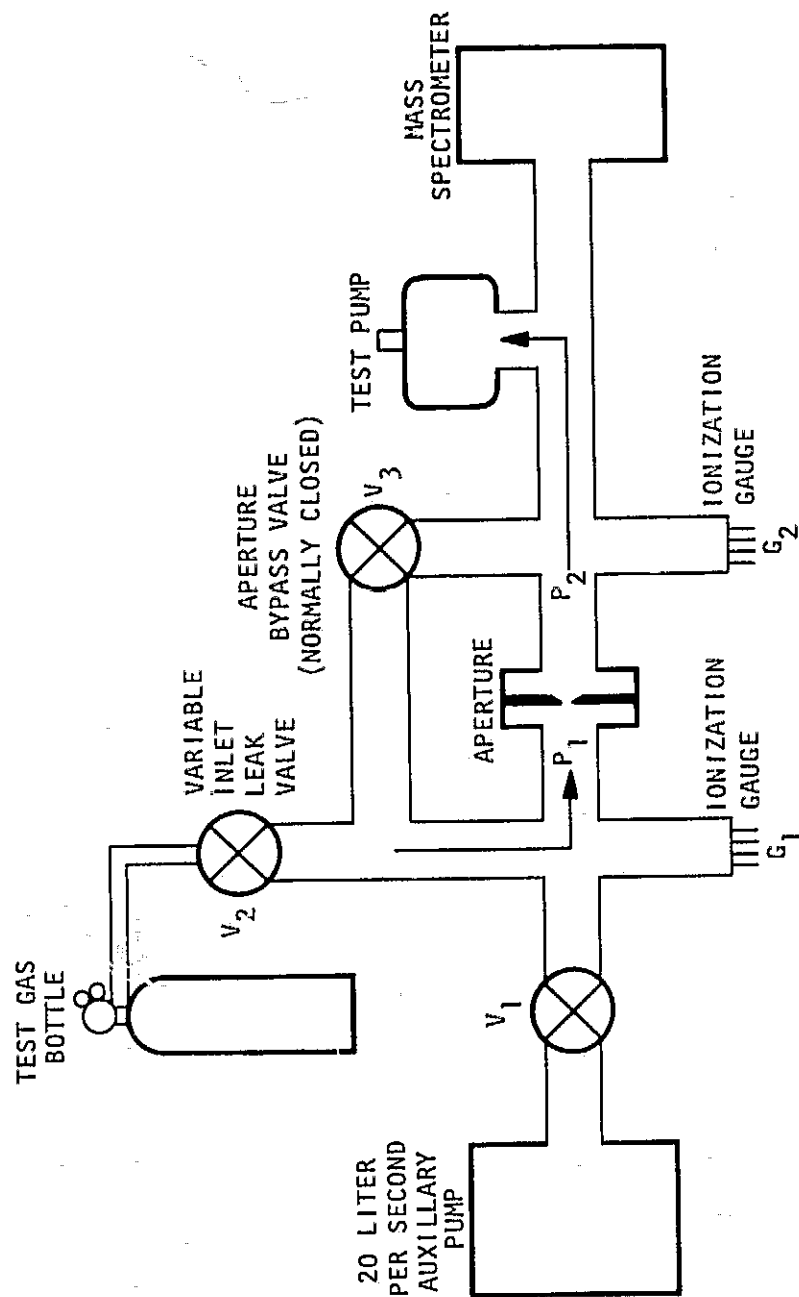 TEST GAS
BOTTLE
VARIABLE
INLET
LEAK
VALVE
V2
APERTURE
BYPASS VALVE
(NORMALLY CLOSED)
V3
TEST PUMP
MASS
SPECTROMETER
20 LITER
PER SECOND
AUXILLARY
PUMP
V1
APERTURE
P1
P2
IONIZATION
GAUGE
G1
IONIZATION
GAUGE
G2